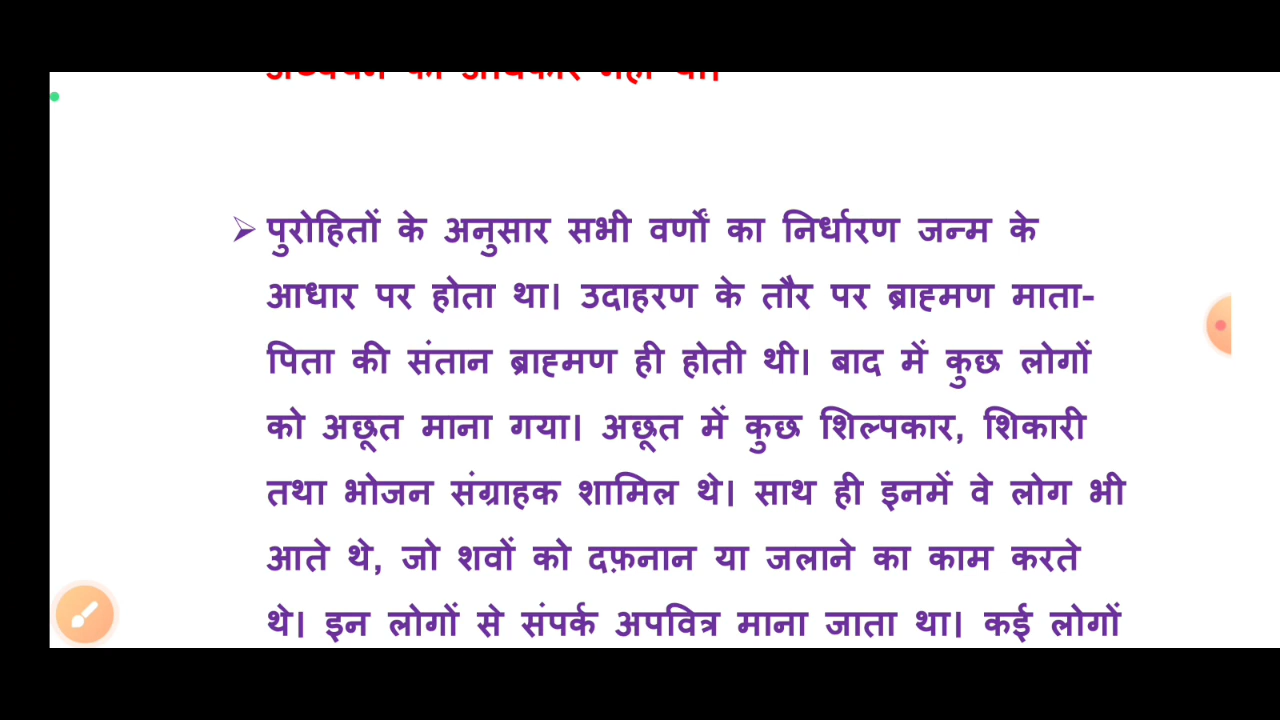 पुरोहितों के अनुसार सभी वर्णों का निर्धारण जन्म के
आधार पर होता था। उदाहरण के तौर पर ब्राह्मण माता-
पिता की संतान ब्राह्मण ही होती थी। बाद में कुछ लोगों
को अछूत माना गया। अछूत में कुछ शिल्पकार, शिकारी
तथा भोजन संग्राहक शामिल थे। साथ ही इनमें वे लोग भी
आते थे, जो शवों को दफ़नान या जलाने का काम करते
थे। इन लोगों से संपर्क अपवित्र माना जाता था। कई लोगों